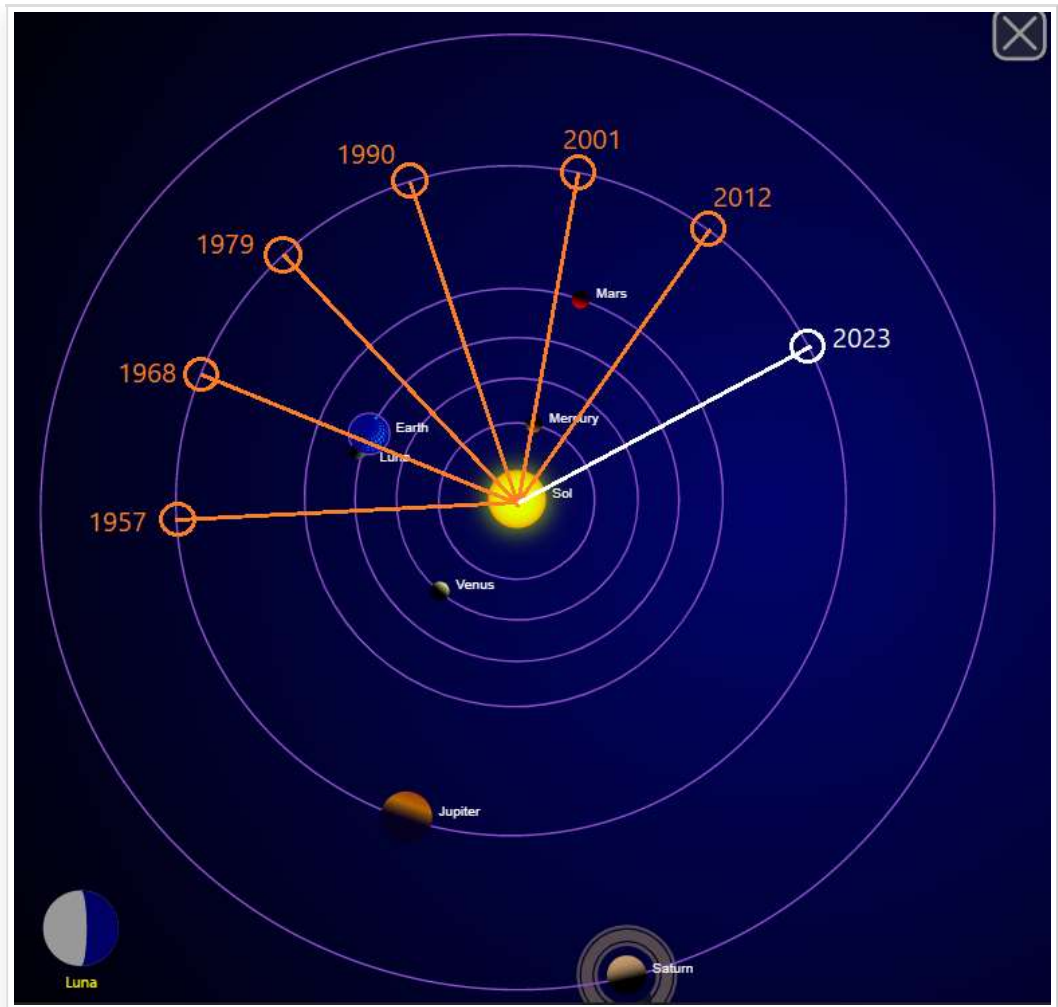 2001
1990
2012
1979
Mars
2023
1968
Mercury
Earth
Luna
Sol
1957
Venus
Jupiter
Saturn
Luna